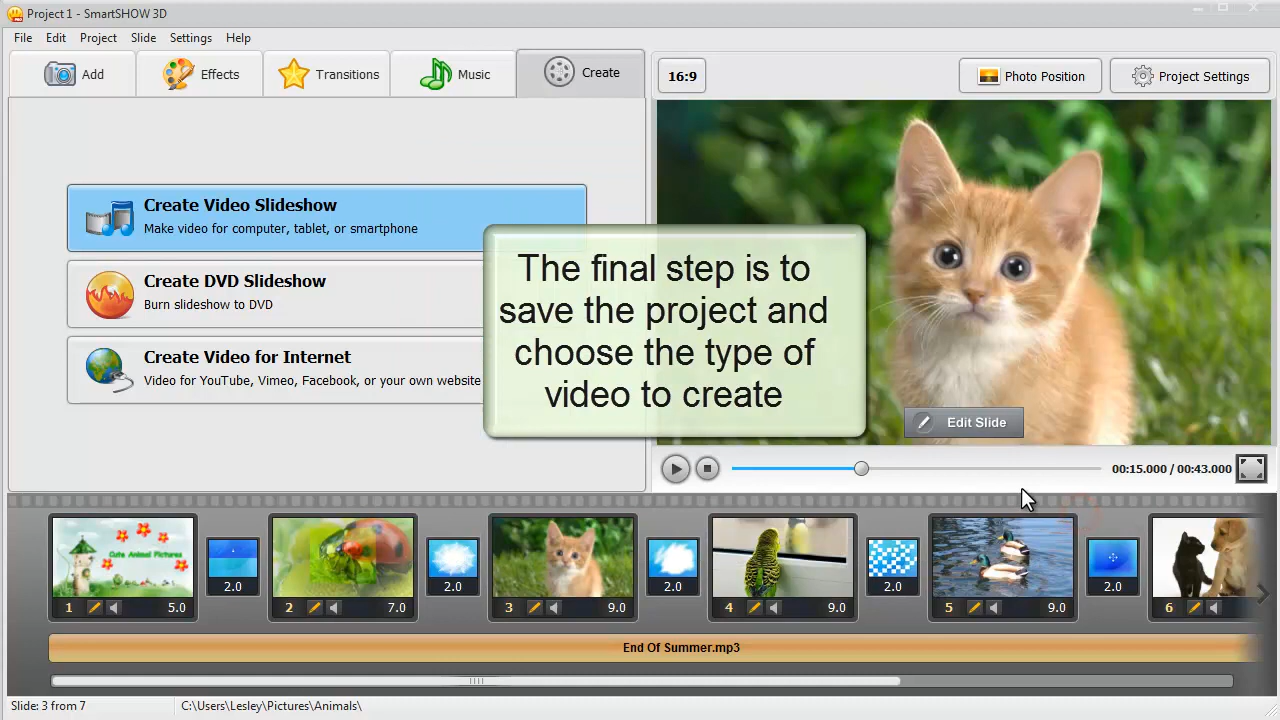 Project 1 - SmartSHOW 3D
File Edit Project Slide Settings Help
Add
Effects
Transitions
Music
Create
16:9
Photo Position
Project Settings
Create Video Slideshow
Make video for computer, tablet, or smartphone
Create DVD Slideshow
Burn slideshow to DVD
Create Video for Internet
Video for YouTube, Vimeo, Facebook, or your own website
The final step is to
save the project and
choose the type of
video to create
Edit Slide
00:15.000 / 00:43.000
Cute Animal Pictures
1 5.0
2.0
2 7.0
2.0
3 9.0
2.0
4 9.0
2.0
5 9.0
2.0
6
End Of Summer.mp3
Slide: 3 from 7
C:\Users\Lesley\Pictures\Animals\